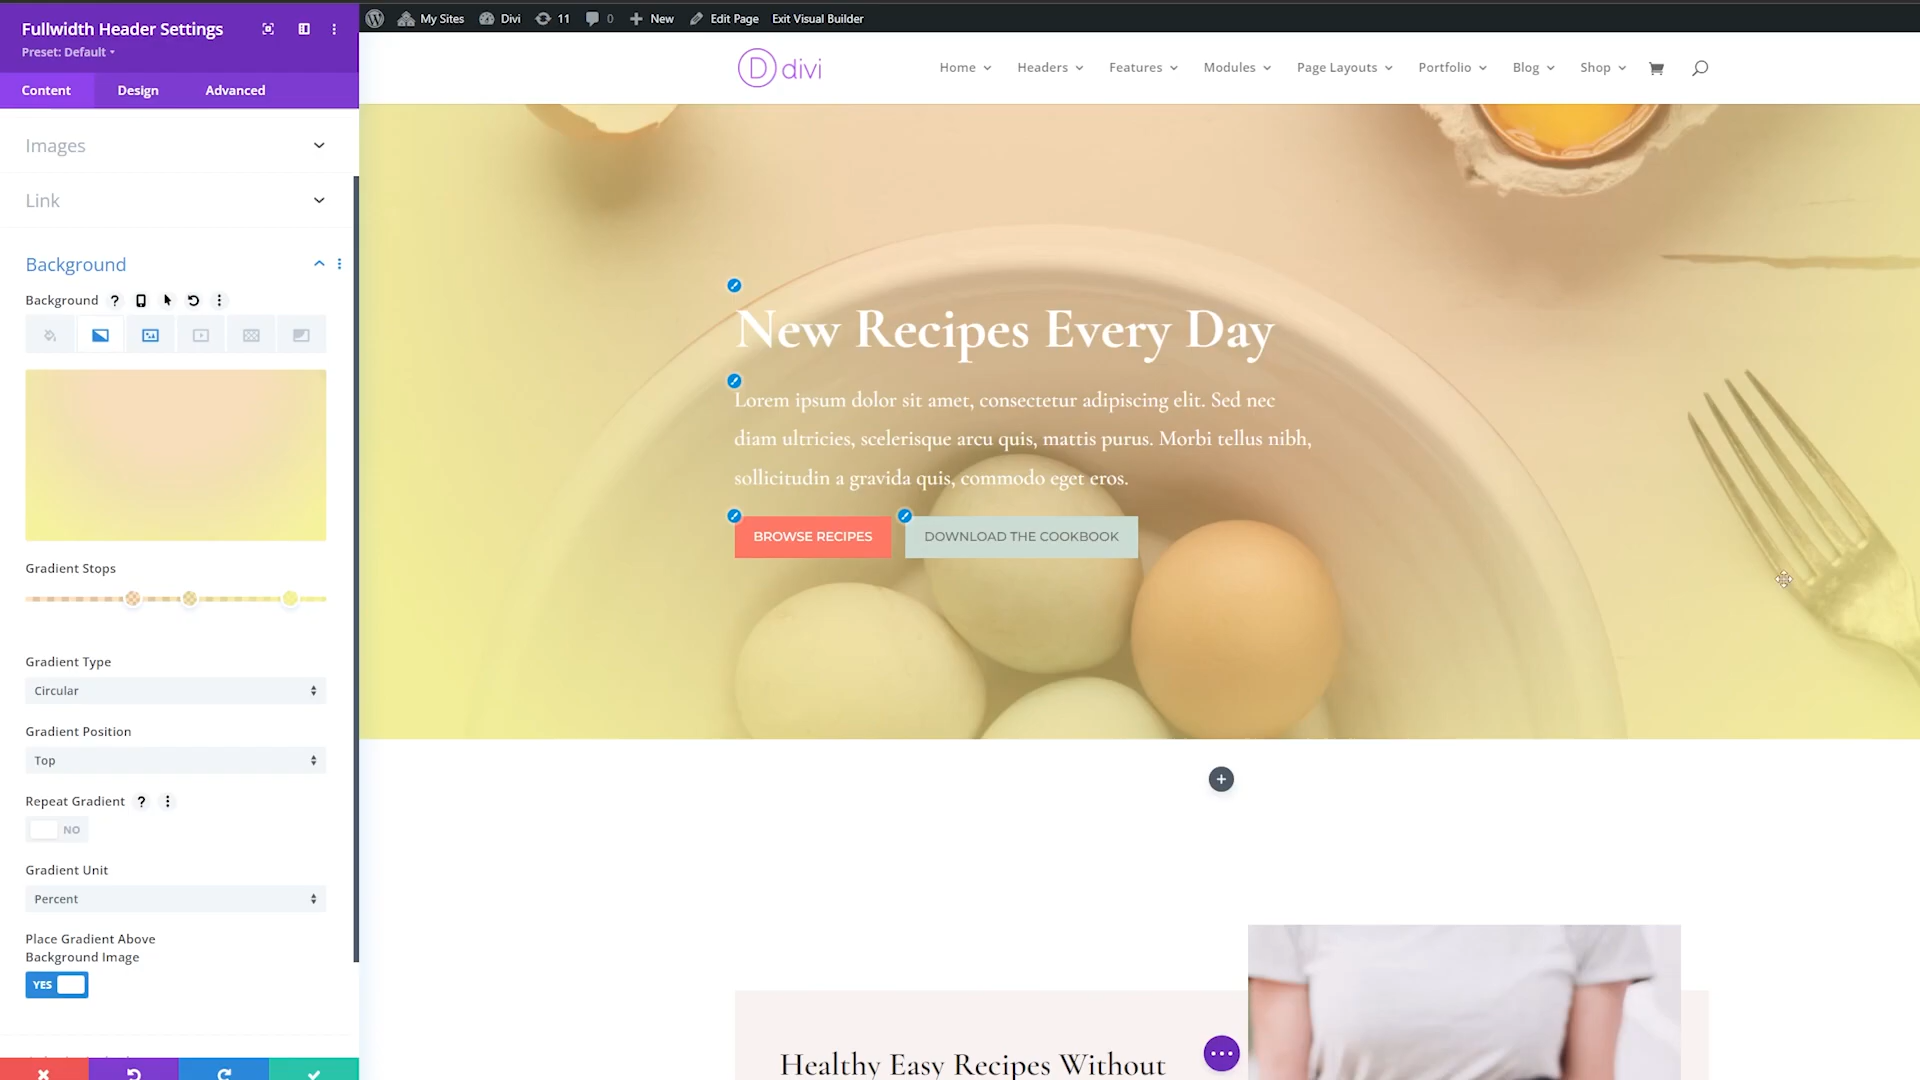 Fullwidth Header Settings
Preset: Default
Content Design Advanced
Images
Link
Background
Background ?
Gradient Stops
Gradient Type
Circular
Gradient Position
Top
Repeat Gradient ?
NO
Gradient Unit
Percent
Place Gradient Above
Background Image
YES
My Sites Divi 11 0 New Edit Page Exit Visual Builder
D divi
Home Headers Features Modules Page Layouts Portfolio Blog Shop
New Recipes Every Day
Lorem ipsum dolor sit amet, consectetur adipiscing elit. Sed nec
diam ultricies, scelerisque arcu quis, mattis purus. Morbi tellus nibh,
sollicitudin a gravida quis, commodo eget eros.
BROWSE RECIPES DOWNLOAD THE COOKBOOK
Healthy Easy Recipes Without